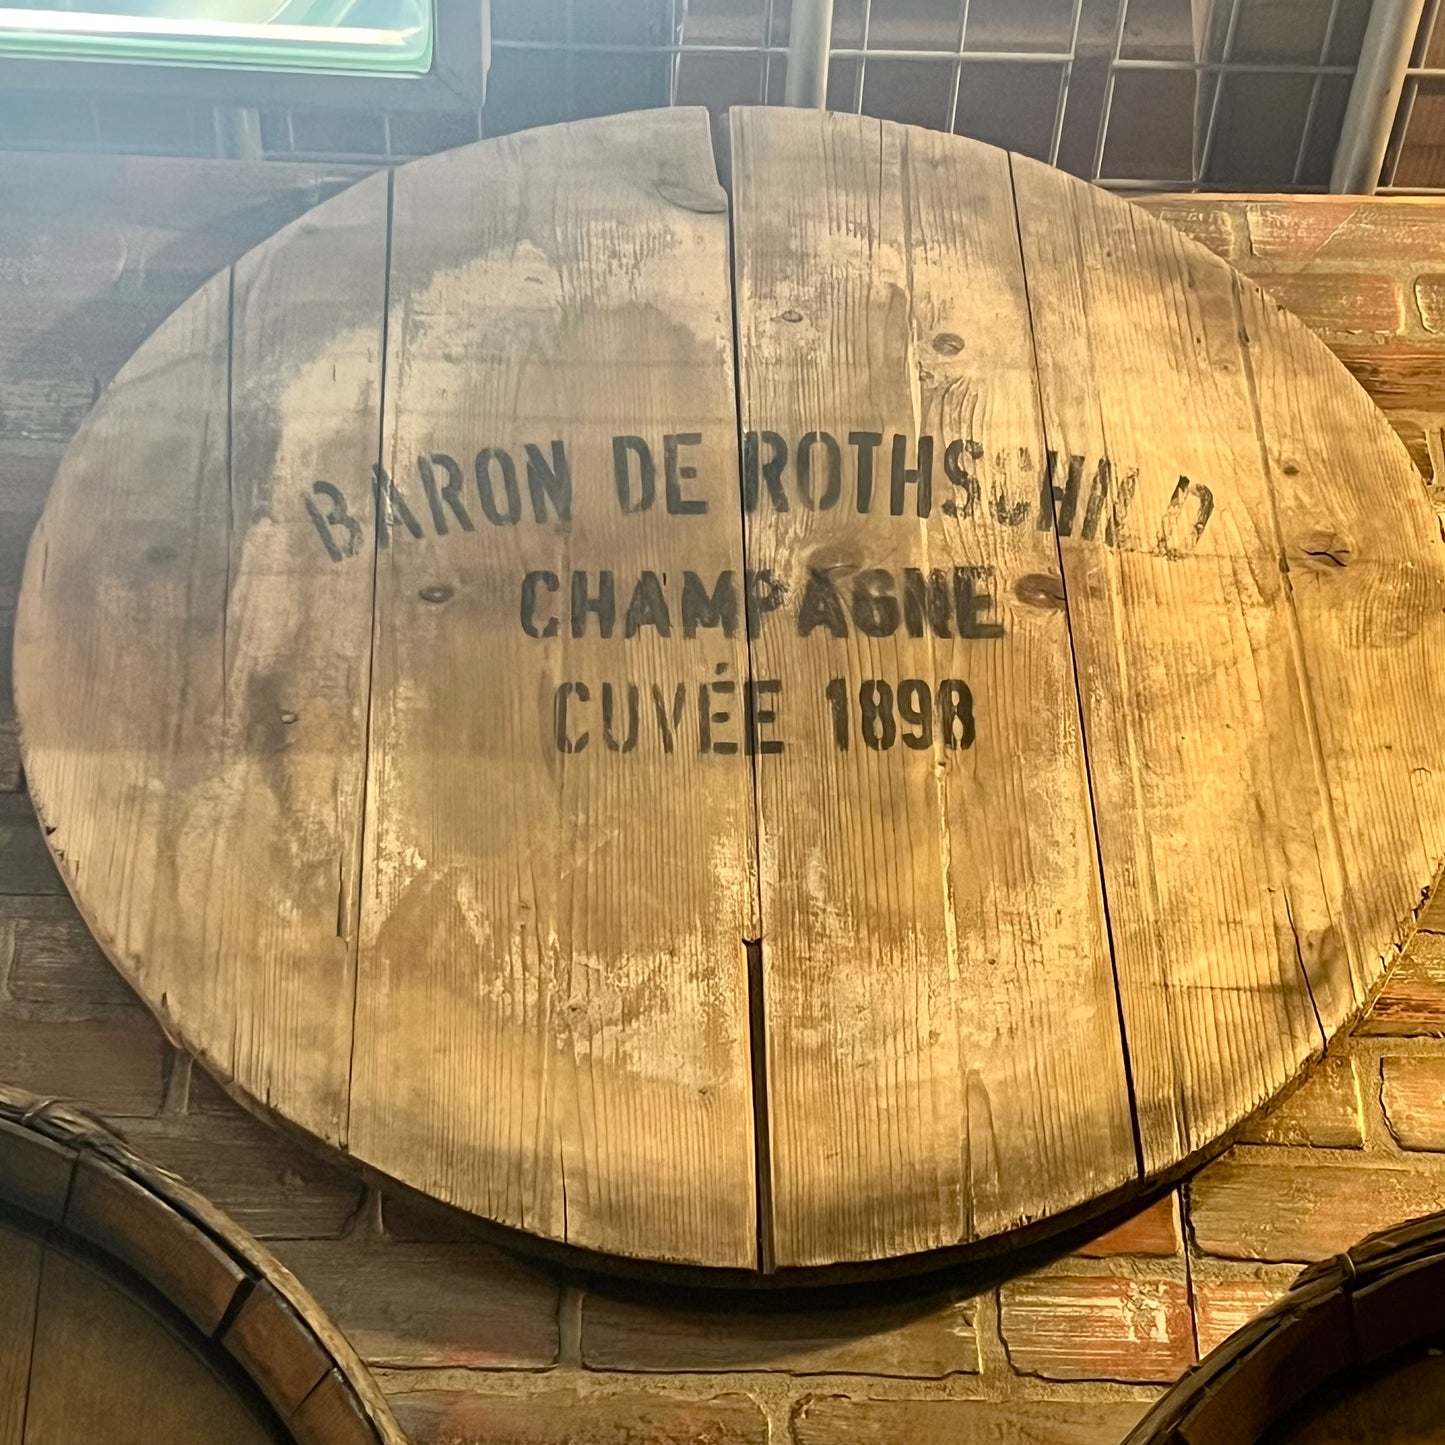 BARON DE ROTHSCHILD
CHAMPAGNE
CUVÉE 1898